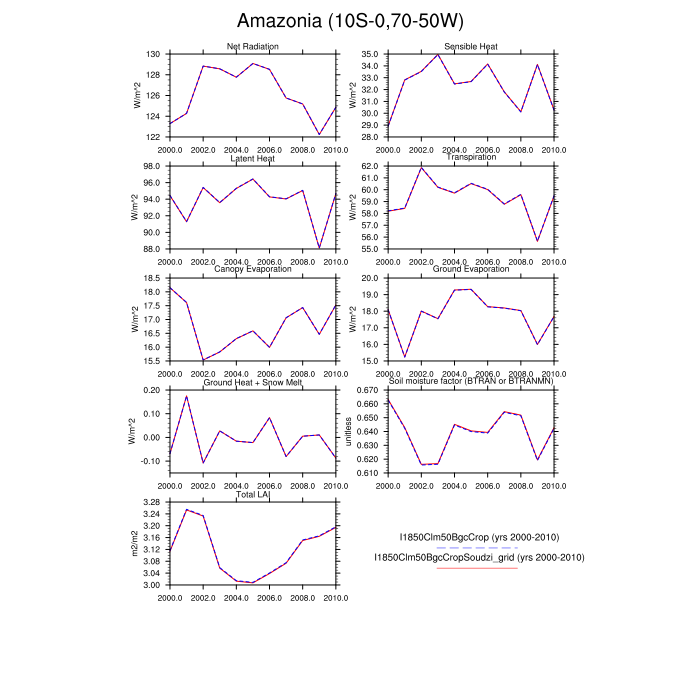 Amazonia (10S-0,70-50W)
Net Radiation
W/m^2
130
128
126
124
122
2000.0 2002.0 2004.0 2006.0 2008.0 2010.0
Sensible Heat
W/m^2
35.0
34.0
33.0
32.0
31.0
30.0
29.0
28.0
2000.0 2002.0 2004.0 2006.0 2008.0 2010.0
Latent Heat
W/m^2
98.0
96.0
94.0
92.0
90.0
88.0
2000.0 2002.0 2004.0 2006.0 2008.0 2010.0
Transpiration
W/m^2
62.0
61.0
60.0
59.0
58.0
57.0
56.0
55.0
2000.0 2002.0 2004.0 2006.0 2008.0 2010.0
Canopy Evaporation
W/m^2
18.5
18.0
17.5
17.0
16.5
16.0
15.5
2000.0 2002.0 2004.0 2006.0 2008.0 2010.0
Ground Evaporation
W/m^2
20.0
19.0
18.0
17.0
16.0
15.0
2000.0 2002.0 2004.0 2006.0 2008.0 2010.0
Ground Heat + Snow Melt
W/m^2
0.20
0.10
0.00
-0.10
2000.0 2002.0 2004.0 2006.0 2008.0 2010.0
Soil moisture factor (BTRAN or BTRANMN)
unitless
0.670
0.660
0.650
0.640
0.630
0.620
0.610
2000.0 2002.0 2004.0 2006.0 2008.0 2010.0
Total LAI
m2/m2
3.28
3.24
3.20
3.16
3.12
3.08
3.04
3.00
2000.0 2002.0 2004.0 2006.0 2008.0 2010.0
I1850Clm50BgcCrop (yrs 2000-2010)
I1850Clm50BgcCropSoudzi_grid (yrs 2000-2010)